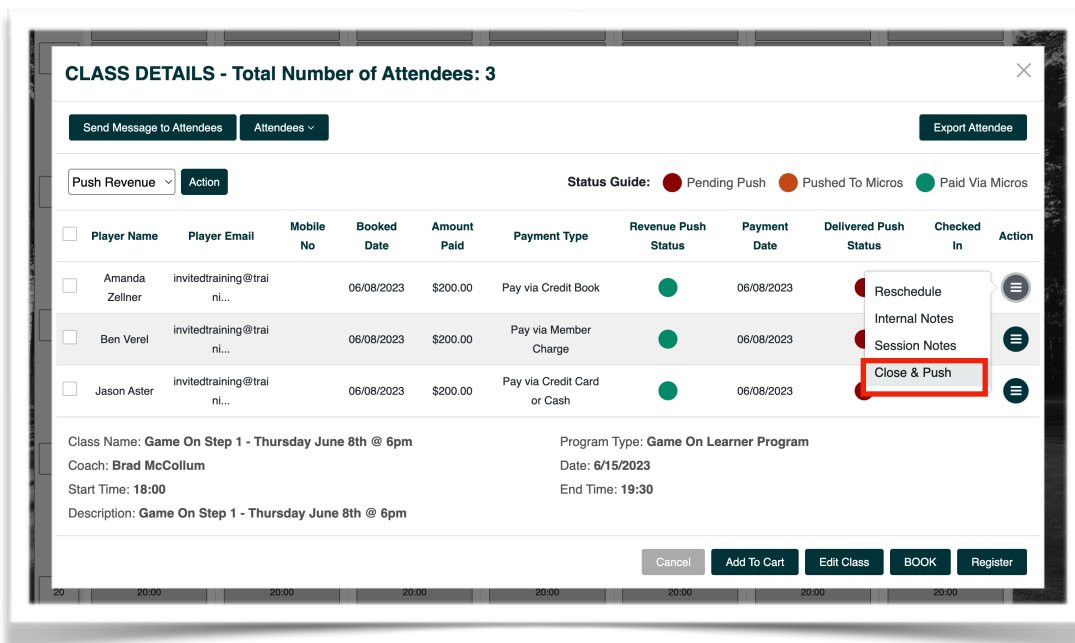 CLASS DETAILS - Total Number of Attendees: 3
Send Message to Attendees Attendees Export Attendee
Push Revenue Action Status Guide: Pending Push Pushed To Micros Paid Via Micros
Player Name Player Email Mobile No Booked Date Amount Paid Payment Type Revenue Push Status Payment Date Delivered Push Status Checked In Action
Amanda Zellner invitedtraining@traini... 06/08/2023 $200.00 Pay via Credit Book 06/08/2023
Reschedule
Internal Notes
Ben Verel invitedtraining@traini... 06/08/2023 $200.00 Pay via Member Charge 06/08/2023
Session Notes
Close & Push
Jason Aster invitedtraining@traini... 06/08/2023 $200.00 Pay via Credit Card or Cash 06/08/2023
Class Name: Game On Step 1 - Thursday June 8th @ 6pm Program Type: Game On Learner Program
Coach: Brad McCollum Date: 6/15/2023
Start Time: 18:00 End Time: 19:30
Description: Game On Step 1 - Thursday June 8th @ 6pm
Cancel Add To Cart Edit Class BOOK Register
20 20:00 20:00 20:00 20:00 20:00 20:00 20:00